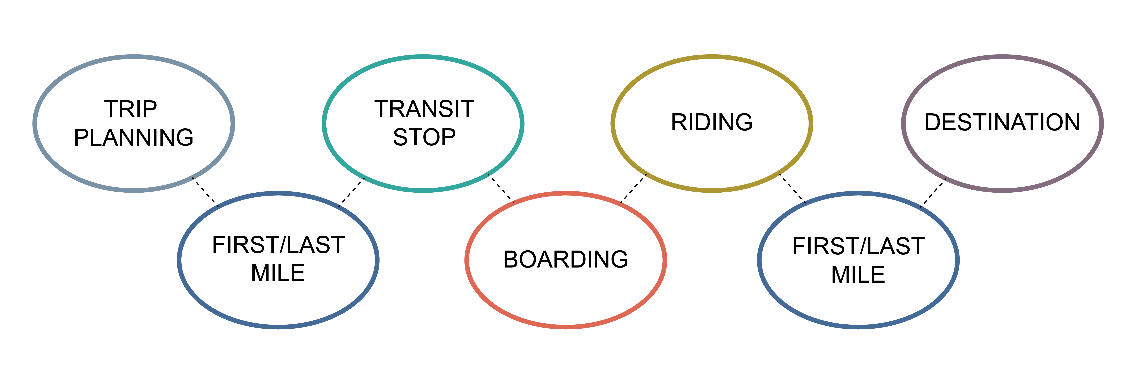 TRIP
PLANNING
FIRST/LAST
MILE
TRANSIT
STOP
BOARDING
RIDING
FIRST/LAST
MILE
DESTINATION